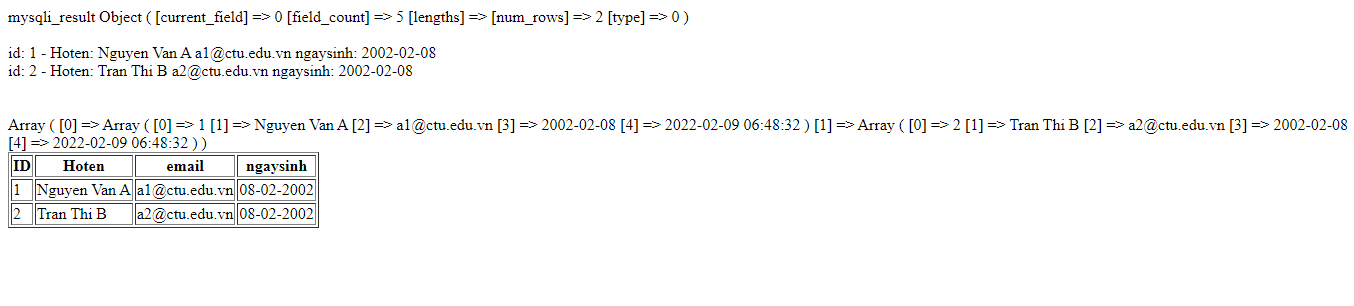 mysqli_result Object ( [current_field] => 0 [field_count] => 5 [lengths] => [num_rows] => 2 [type] => 0 )
id: 1 - Hoten: Nguyen Van A a1@ctu.edu.vn ngaysinh: 2002-02-08
id: 2 - Hoten: Tran Thi B a2@ctu.edu.vn ngaysinh: 2002-02-08
Array ( [0] => Array ( [0] => 1 [1] => Nguyen Van A [2] => a1@ctu.edu.vn [3] => 2002-02-08 [4] => 2022-02-09 06:48:32 ) [1] => Array ( [0] => 2 [1] => Tran Thi B [2] => a2@ctu.edu.vn [3] => 2002-02-08
[4] => 2022-02-09 06:48:32 ) )
ID Hoten email ngaysinh
1 Nguyen Van A a1@ctu.edu.vn 08-02-2002
2 Tran Thi B a2@ctu.edu.vn 08-02-2002